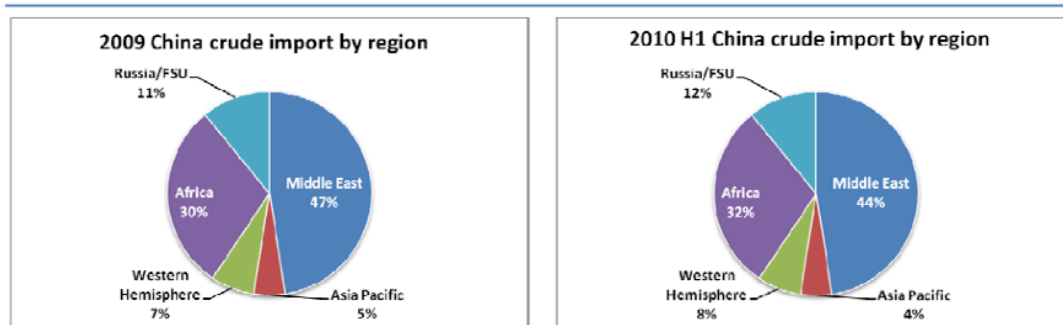 2009 China crude import by region
Russia/FSU
11%
Middle East
47%
Africa
30%
Western
Hemisphere
7%
Asia Pacific
5%
2010 H1 China crude import by region
Russia/FSU
12%
Middle East
44%
Africa
32%
Western
Hemisphere
8%
Asia Pacific
4%